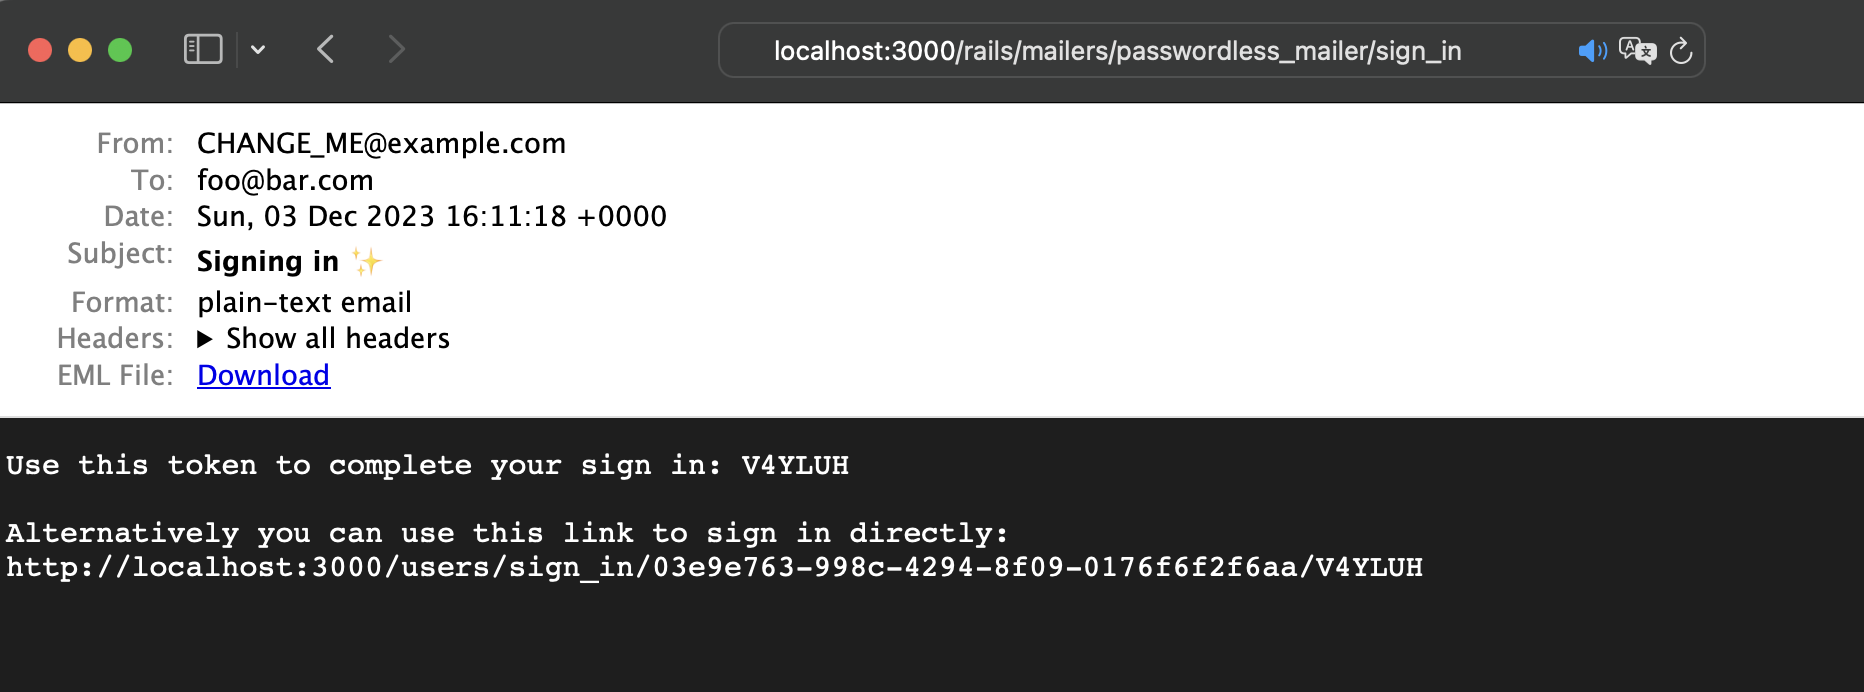 localhost:3000/rails/mailers/passwordless_mailer/sign_in
From: CHANGE_ME@example.com
To: foo@bar.com
Date: Sun, 03 Dec 2023 16:11:18 +0000
Subject: Signing in ✨
Format: plain-text email
Headers: ▶ Show all headers
EML File: Download
Use this token to complete your sign in: V4YLUH
Alternatively you can use this link to sign in directly:
http://localhost:3000/users/sign_in/03e9e763-998c-4294-8f09-0176f6f2f6aa/V4YLUH